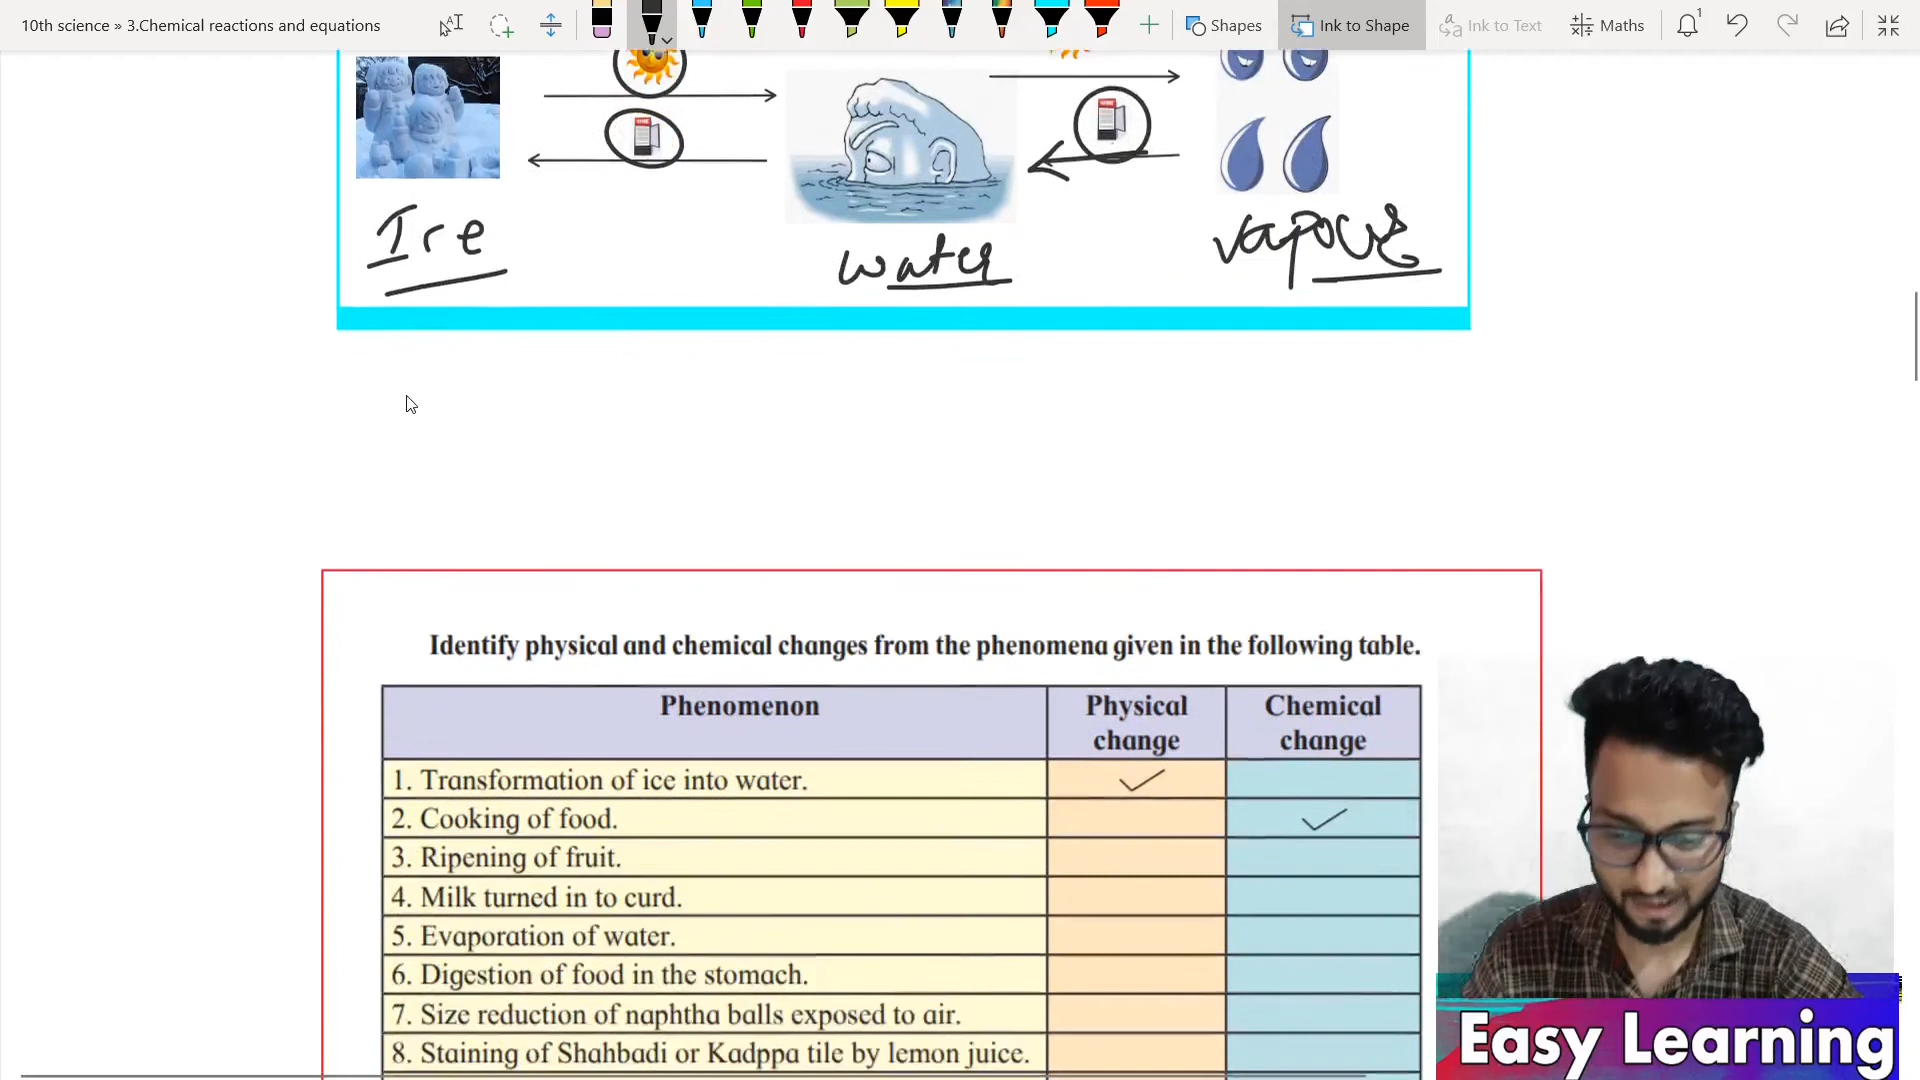 10th science » 3.Chemical reactions and equations
Shapes
Ink to Shape
Ink to Text
Maths
1
Ice
water
vapour
Identify physical and chemical changes from the phenomena given in the following table.
Phenomenon
Physical change
Chemical change
1. Transformation of ice into water.
2. Cooking of food.
3. Ripening of fruit.
4. Milk turned in to curd.
5. Evaporation of water.
6. Digestion of food in the stomach.
7. Size reduction of naphtha balls exposed to air.
8. Staining of Shahbadi or Kadppa tile by lemon juice.
Easy Learning